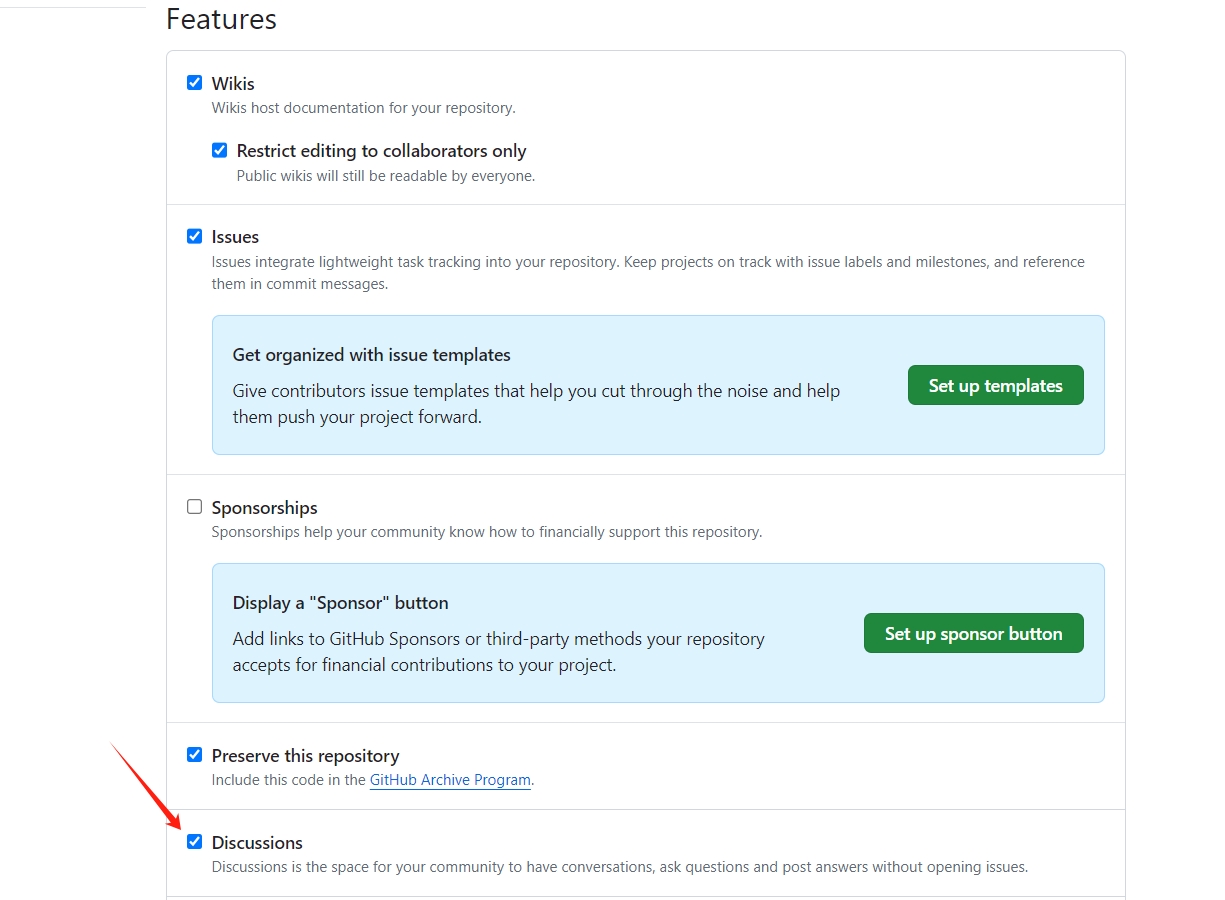 Features
Wikis
Wikis host documentation for your repository.
Restrict editing to collaborators only
Public wikis will still be readable by everyone.
Issues
Issues integrate lightweight task tracking into your repository. Keep projects on track with issue labels and milestones, and reference
them in commit messages.
Get organized with issue templates
Give contributors issue templates that help you cut through the noise and help
them push your project forward.
Set up templates
Sponsorships
Sponsorships help your community know how to financially support this repository.
Display a "Sponsor" button
Add links to GitHub Sponsors or third-party methods your repository
accepts for financial contributions to your project.
Set up sponsor button
Preserve this repository
Include this code in the GitHub Archive Program.
Discussions
Discussions is the space for your community to have conversations, ask questions and post answers without opening issues.